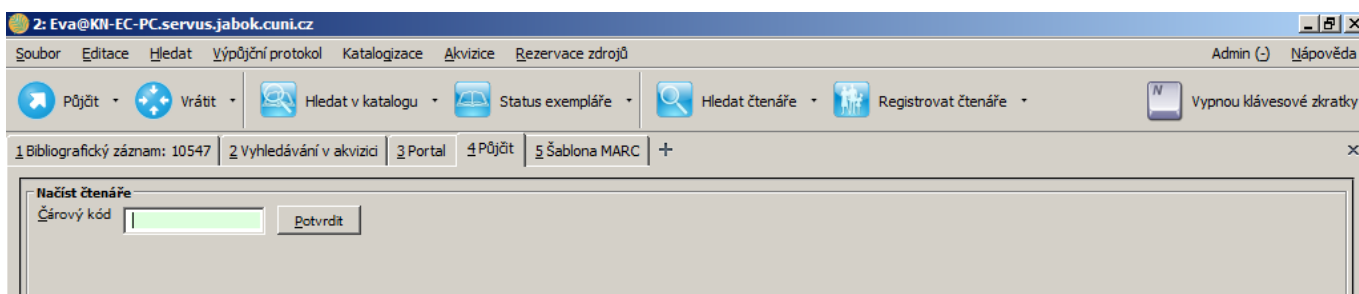 2: Eva@KN-EC-PC.servus.jabok.cuni.cz
Soubor Editace Hledat Výpůjční protokol Katalogizace Akvizice Rezervace zdrojů Admin (-) Nápověda
Půjčit Vrátit Hledat v katalogu Status exempláře Hledat čtenáře Registrovat čtenáře N Vypnou klávesové zkratky
1 Bibliografický záznam: 10547 2 Vyhledávání v akvizici 3 Portal 4 Půjčit 5 Šablona MARC
Načíst čtenáře
Čárový kód Potvrdit